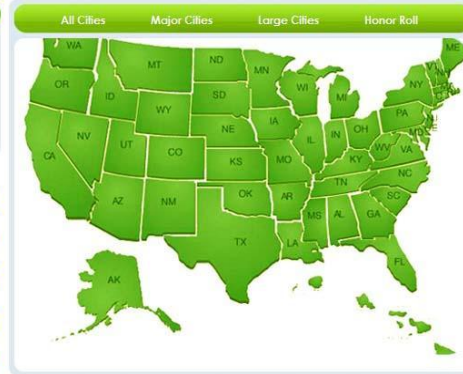 All Cities Major Cities Large Cities Honor Roll
WA
MT
ND
MN
ME
OR
ID
SD
WI
MI
NY
WY
IA
PA
NV
NE
IL
IN
OH
CA
UT
CO
KS
MO
WV
VA
KY
NC
AZ
NM
OK
AR
TN
SC
TX
LA
MS
AL
GA
FL
AK